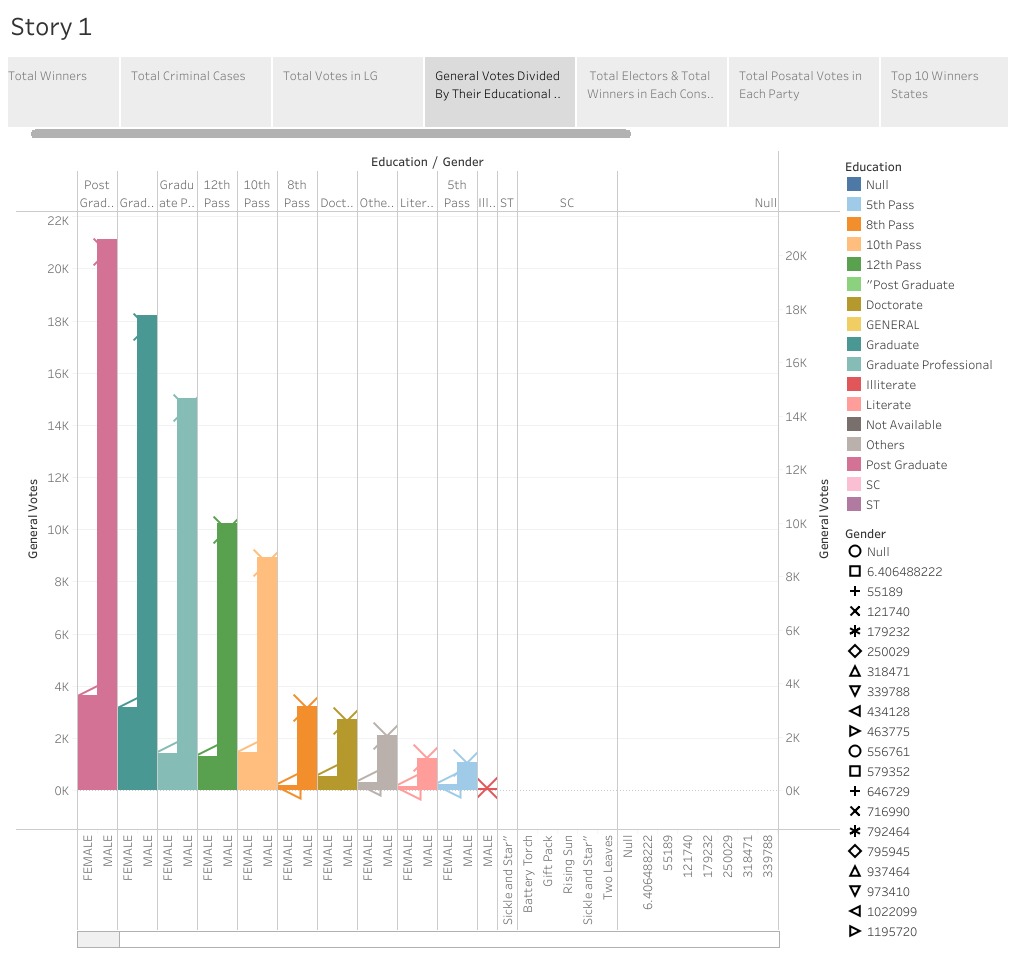 Story 1
Total Winners
Total Criminal Cases
Total Votes in LG
General Votes Divided
By Their Educational ..
Total Electors & Total
Winners in Each Cons..
Total Posatal Votes in
Each Party
Top 10 Winners
States
Education / Gender
Post
Grad..
Grad..
Gradu
ate P..
12th
Pass
10th
Pass
8th
Pass
Doct..
Othe..
Liter..
5th
Pass
Ill..
ST
SC
Null
General Votes
22K
20K
18K
16K
14K
12K
10K
8K
6K
4K
2K
0K
20K
18K
16K
14K
12K
10K
8K
6K
4K
2K
0K
General Votes
FEMALE
MALE
FEMALE
MALE
FEMALE
MALE
FEMALE
MALE
FEMALE
MALE
FEMALE
MALE
FEMALE
MALE
FEMALE
MALE
FEMALE
MALE
FEMALE
MALE
MALE
Sickle and Star"
Battery Torch
Gift Pack
Rising Sun
Sickle and Star"
Two Leaves
Null
6.406488222
55189
121740
179232
250029
318471
339788
Education
Null
5th Pass
8th Pass
10th Pass
12th Pass
"Post Graduate
Doctorate
GENERAL
Graduate
Graduate Professional
Illiterate
Literate
Not Available
Others
Post Graduate
SC
ST
Gender
Null
6.406488222
55189
121740
179232
250029
318471
339788
434128
463775
556761
579352
646729
716990
792464
795945
937464
973410
1022099
1195720